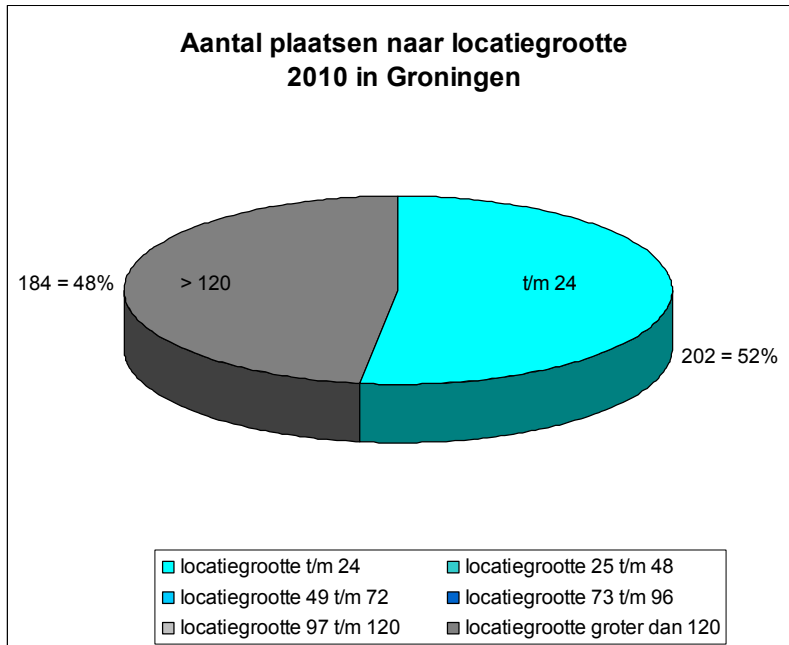 Aantal plaatsen naar locatiegrootte
2010 in Groningen
184 = 48%
> 120
t/m 24
202 = 52%
locatiegrootte t/m 24
locatiegrootte 25 t/m 48
locatiegrootte 49 t/m 72
locatiegrootte 73 t/m 96
locatiegrootte 97 t/m 120
locatiegrootte groter dan 120